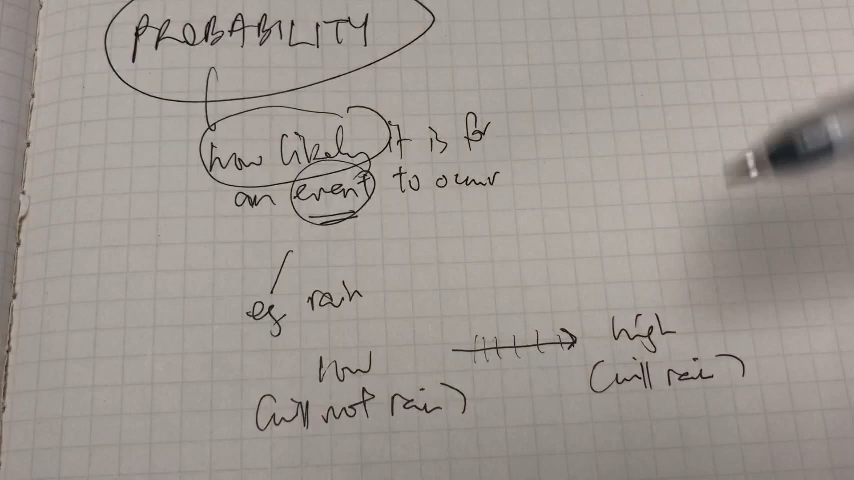 PROBABILITY
how likely it is for
an event to occur
eg rain
low
high
(will not rain)
(will rain)